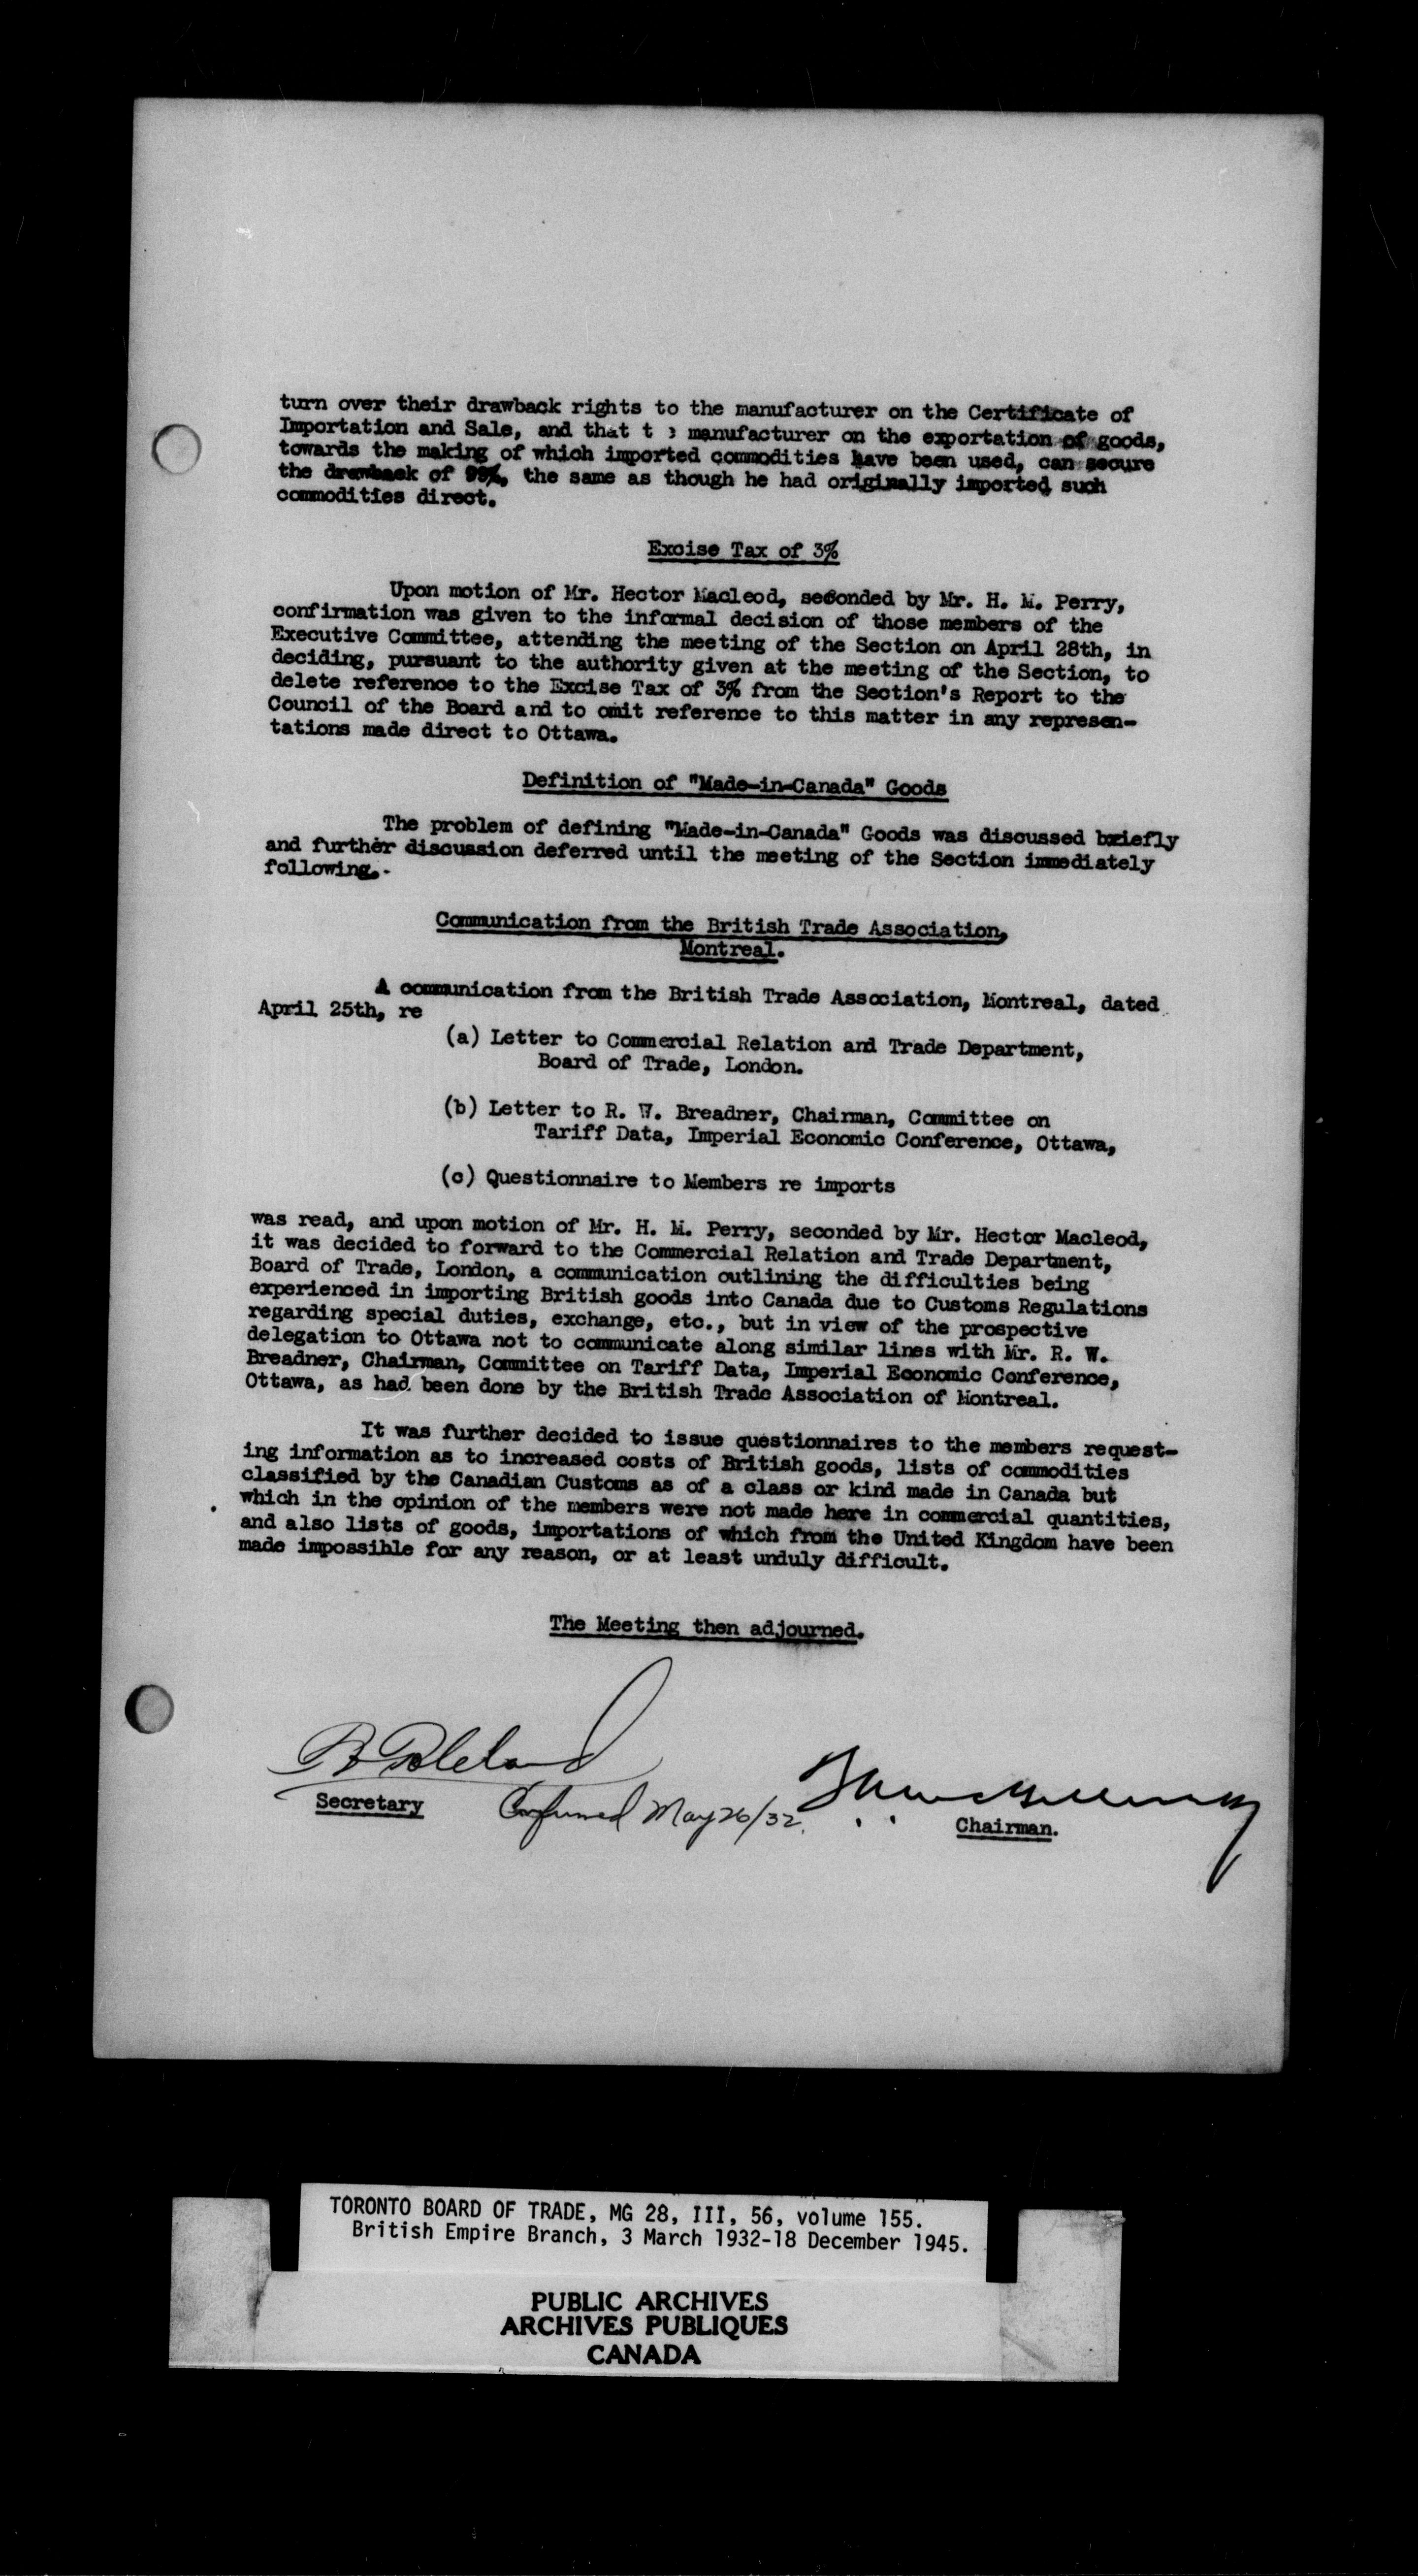 turn over their drawback rights to the manufacturer on the Certificate of
Importation and Sale, and that t e manufacturer on the exportation of goods,
towards the making of which imported commodities have been used, can secure
the drawback of 99%, the same as though he had originally imported such
commodities direct.
Excise Tax of 3%
Upon motion of Mr. Hector Macleod, seconded by Mr. H. M. Perry,
confirmation was given to the informal decision of those members of the
Executive Committee, attending the meeting of the Section on April 28th, in
deciding, pursuant to the authority given at the meeting of the Section, to
delete reference to the Excise Tax of 3% from the Section's Report to the
Council of the Board and to omit reference to this matter in any represen-
tations made direct to Ottawa.
Definition of "Made-in-Canada" Goods
The problem of defining "Made-in-Canada" Goods was discussed briefly
and further discussion deferred until the meeting of the Section immediately
following.
Communication from the British Trade Association,
Montreal.
A communication from the British Trade Association, Montreal, dated
April 25th, re
(a) Letter to Commercial Relation and Trade Department,
Board of Trade, London.
(b) Letter to R. W. Breadner, Chairman, Committee on
Tariff Data, Imperial Economic Conference, Ottawa,
(c) Questionnaire to Members re imports
was read, and upon motion of Mr. H. M. Perry, seconded by Mr. Hector Macleod,
it was decided to forward to the Commercial Relation and Trade Department,
Board of Trade, London, a communication outlining the difficulties being
experienced in importing British goods into Canada due to Customs Regulations
regarding special duties, exchange, etc., but in view of the prospective
delegation to Ottawa not to communicate along similar lines with Mr. R. W.
Breadner, Chairman, Committee on Tariff Data, Imperial Economic Conference,
Ottawa, as had been done by the British Trade Association of Montreal.
It was further decided to issue questionnaires to the members request-
ing information as to increased costs of British goods, lists of commodities
classified by the Canadian Customs as of a class or kind made in Canada but
which in the opinion of the members were not made here in commercial quantities,
and also lists of goods, importations of which from the United Kingdom have been
made impossible for any reason, or at least unduly difficult.
The Meeting then adjourned.
Secretary
Confirmed May 26/32.
Chairman.
TORONTO BOARD OF TRADE, MG 28, III, 56, volume 155.
British Empire Branch, 3 March 1932-18 December 1945.
PUBLIC ARCHIVES
ARCHIVES PUBLIQUES
CANADA